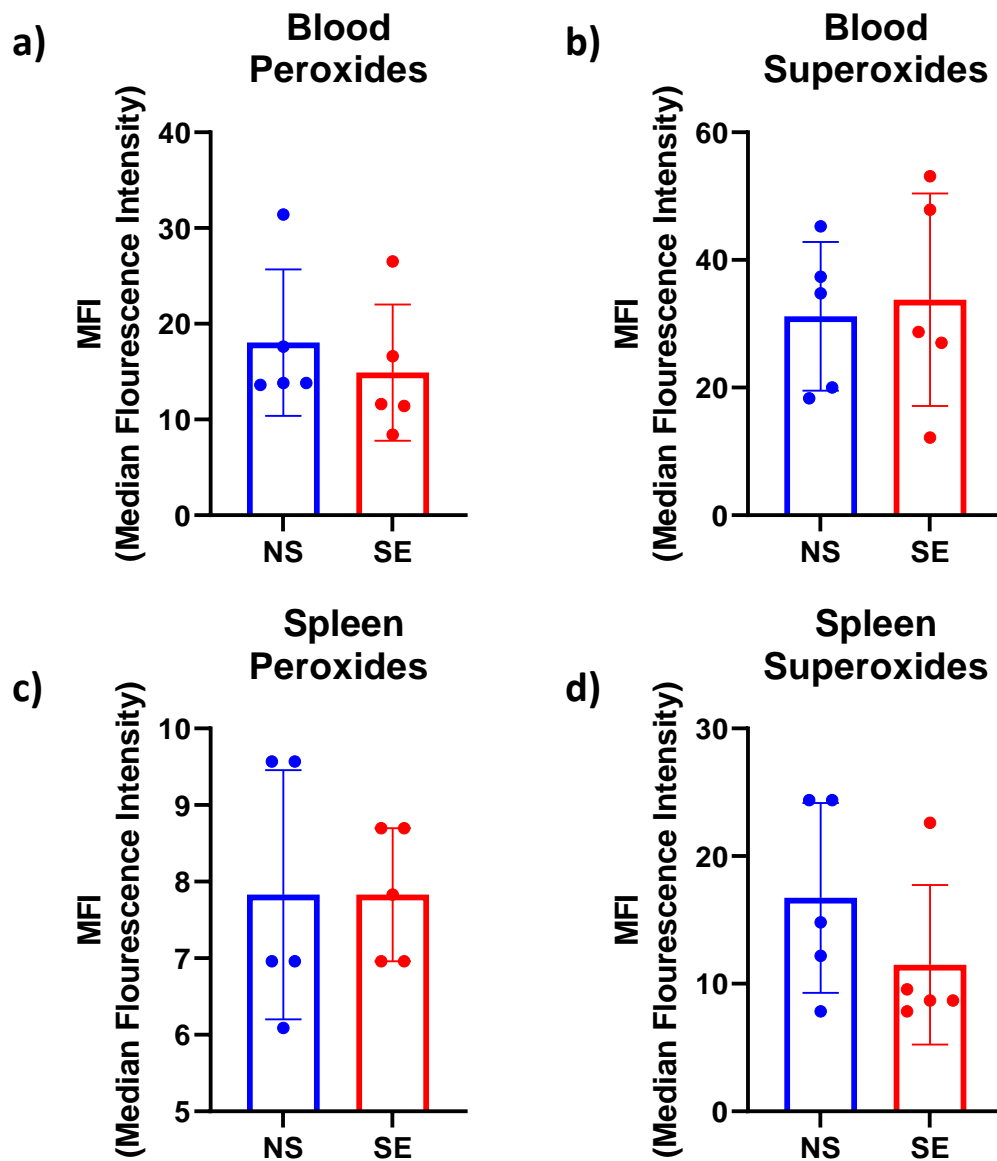 a)
Blood
Peroxides
MFI
(Median Flourescence Intensity)
40
30
20
10
0
NS
SE
b)
Blood
Superoxides
MFI
(Median Flourescence Intensity)
60
40
20
0
NS
SE
c)
Spleen
Peroxides
MFI
(Median Flourescence Intensity)
10
9
8
7
6
5
NS
SE
d)
Spleen
Superoxides
MFI
(Median Flourescence Intensity)
30
20
10
0
NS
SE